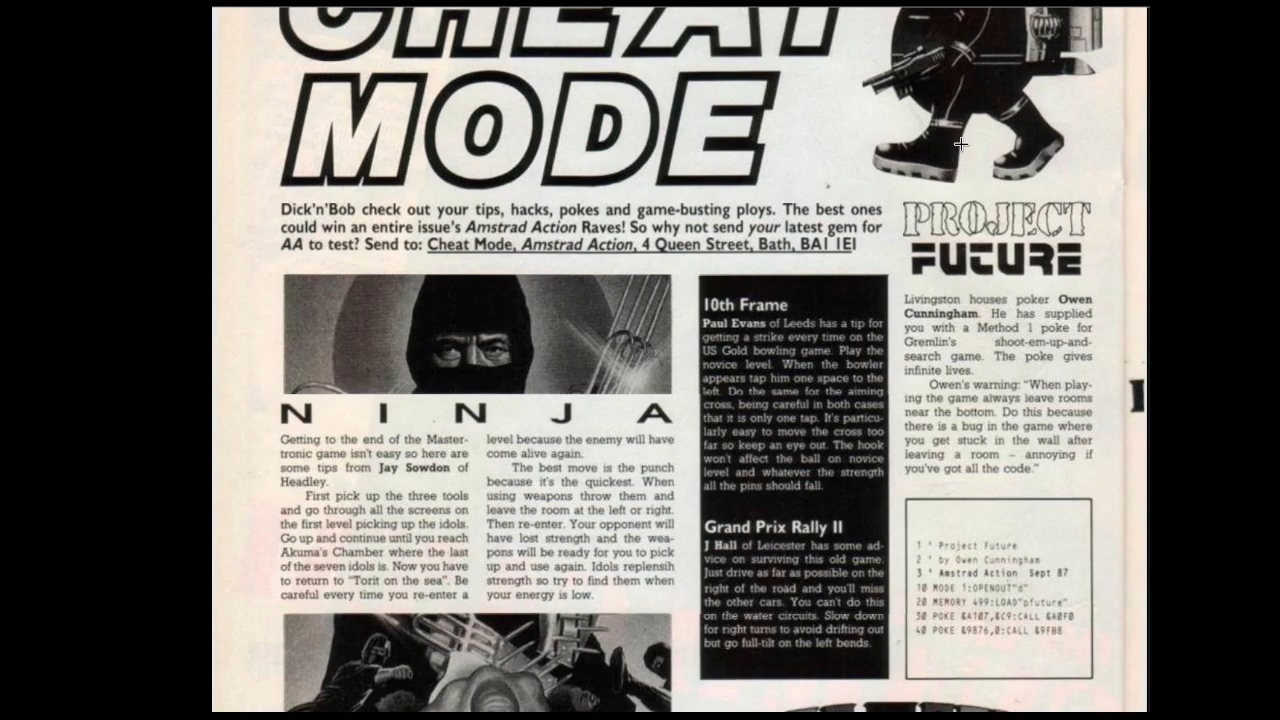 CHEAT
MODE
Dick'n'Bob check out your tips, hacks, pokes and game-busting ploys. The best ones
could win an entire issue's Amstrad Action Raves! So why not send your latest gem for
AA to test? Send to: Cheat Mode, Amstrad Action, 4 Queen Street, Bath, BA1 1EJ
NINJA
Getting to the end of the Master-
tronic game isn't easy so here are
some tips from Jay Sowdon of
Headley.
First pick up the three tools
and go through all the screens on
the first level picking up the idols.
Go up and continue until you reach
Akuma's Chamber where the last
of the seven idols is. Now you have
to return to "Torit on the sea". Be
careful every time you re-enter a
level because the enemy will have
come alive again.
The best move is the punch
because it's the quickest. When
using weapons throw them and
leave the room at the left or right.
Then re-enter. Your opponent will
have lost strength and the wea-
pons will be ready for you to pick
up and use again. Idols replensih
strength so try to find them when
your energy is low.
10th Frame
Paul Evans of Leeds has a tip for
getting a strike every time on the
US Gold bowling game. Play the
novice level. When the bowler
appears tap him one space to the
left. Do the same for the aiming
cross, being careful in both cases
that it is only one tap. It's particu-
larly easy to move the cross too
far so keep an eye out. The hook
won't affect the ball on novice
level and whatever the strength
all the pins should fall.
Grand Prix Rally II
J Hall of Leicester has some ad-
vice on surviving this old game.
Just drive as far as possible on the
right of the road and you'll miss
the other cars. You can't do this
on the water circuits. Slow down
for right turns to avoid drifting out
but go full-tilt on the left bends.
PROJECT
FUTURE
Livingston houses poker Owen
Cunningham. He has supplied
you with a Method 1 poke for
Gremlin's shoot-em-up-and-
search game. The poke gives
infinite lives.
Owen's warning: "When play-
ing the game always leave rooms
near the bottom. Do this because
there is a bug in the game where
you get stuck in the wall after
leaving a room – annoying if
you've got all the code."
1 ' Project Future
2 ' by Owen Cunningham
3 ' Amstrad Action Sept 87
10 MODE 1:OPENOUT"d"
20 MEMORY 499:LOAD"pfuture"
30 POKE &A107,&C9:CALL &A0F0
40 POKE &9876,0:CALL &9FB8